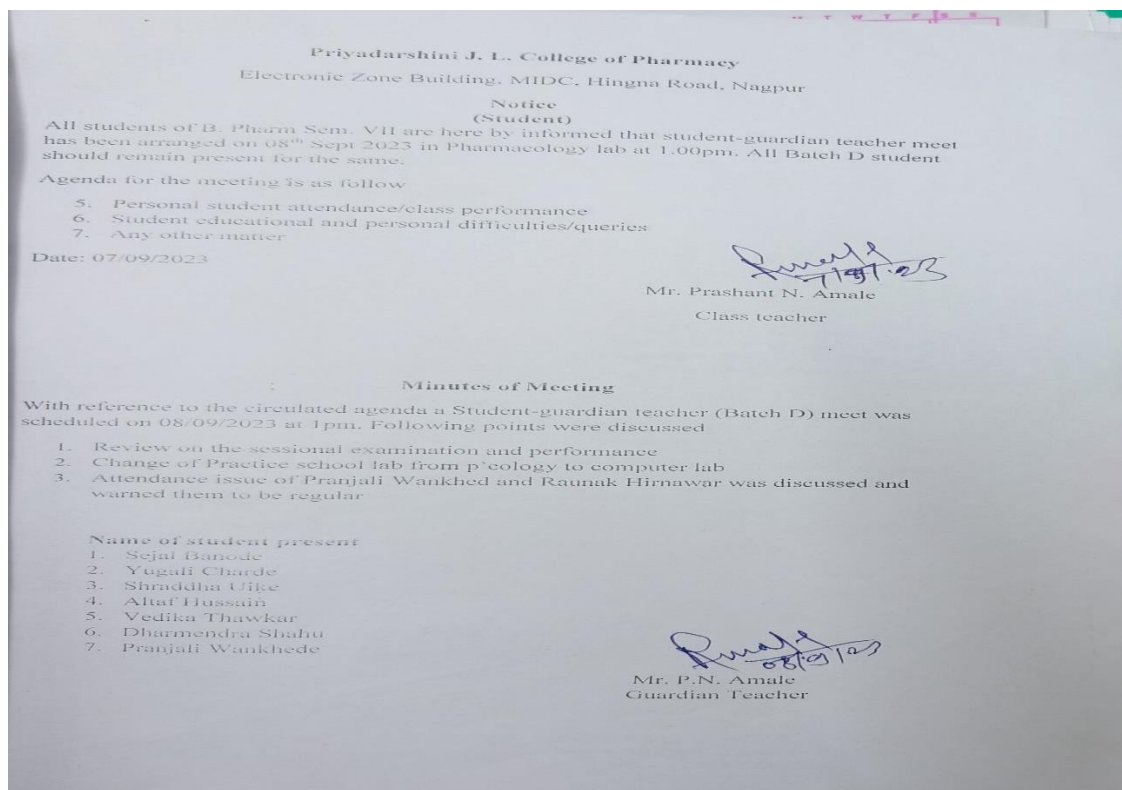 T W T F S S
Priyadarshini J. L. College of Pharmacy
Electronic Zone Building, MIDC, Hingna Road, Nagpur
Notice
(Student)
All students of B. Pharm Sem. VII are here by informed that student-guardian teacher meet
has been arranged on 08th Sept 2023 in Pharmacology lab at 1.00pm. All Batch D student
should remain present for the same.
Agenda for the meeting is as follow
5. Personal student attendance/class performance
6. Student educational and personal difficulties/queries
7. Any other matter
Date: 07/09/2023
7/9/23
Mr. Prashant N. Amale
Class teacher
Minutes of Meeting
With reference to the circulated agenda a Student-guardian teacher (Batch D) meet was
scheduled on 08/09/2023 at 1pm. Following points were discussed
1. Review on the sessional examination and performance
2. Change of Practice school lab from p'cology to computer lab
3. Attendance issue of Pranjali Wankhed and Raunak Hirnawar was discussed and
warned them to be regular
Name of student present
1. Sejal Banode
2. Yugali Charde
3. Shraddha Uike
4. Altaf Hussain
5. Vedika Thawkar
6. Dharmendra Shahu
7. Pranjali Wankhede
08/09/23
Mr. P.N. Amale
Guardian Teacher